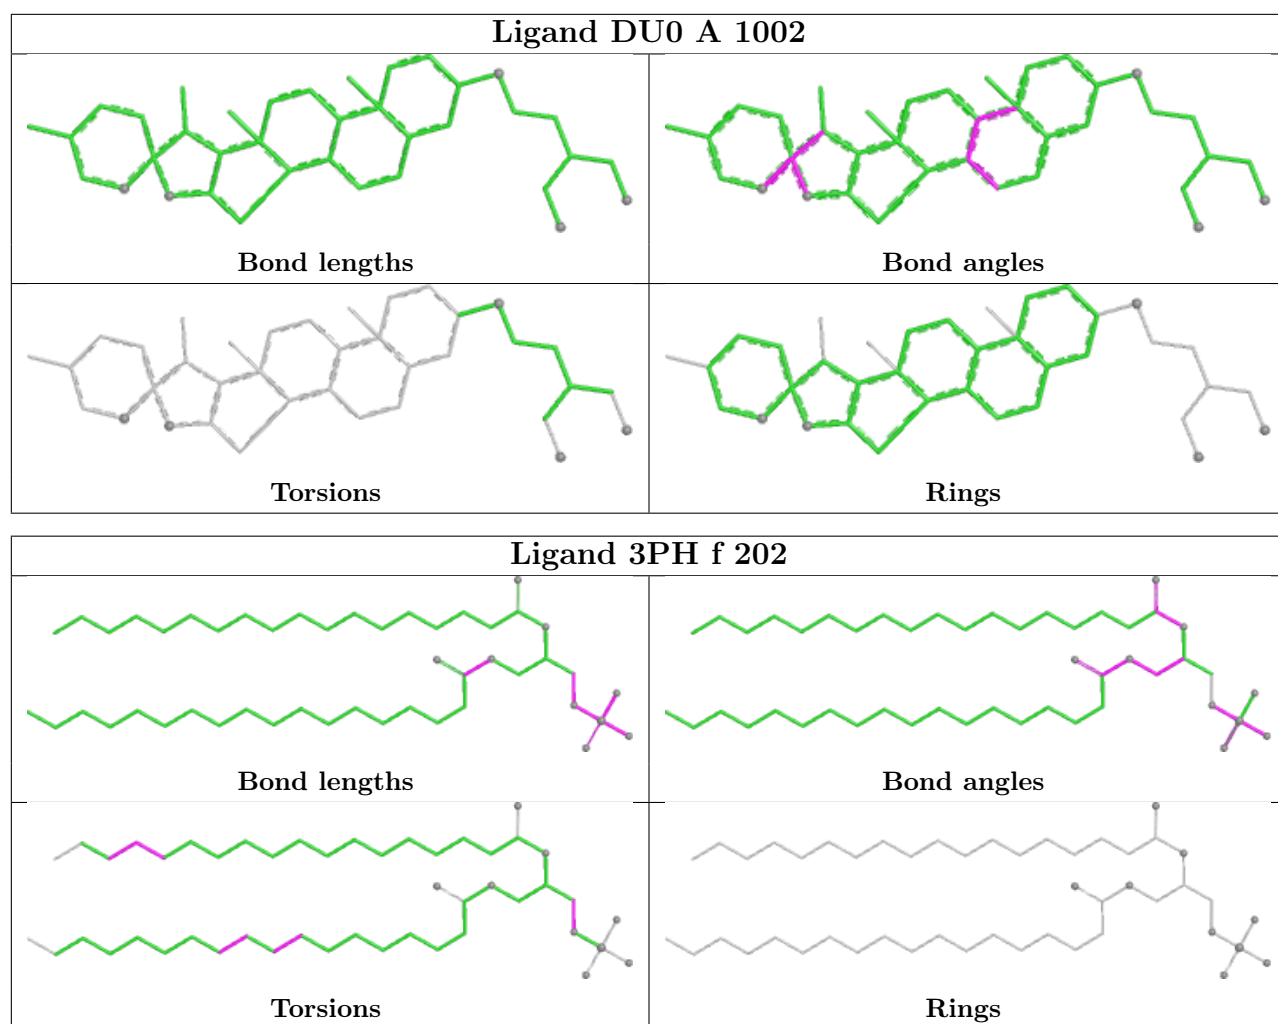 Ligand DU0 A 1002
Bond lengths
Bond angles
Torsions
Rings
Ligand 3PH f 202
Bond lengths
Bond angles
Torsions
Rings